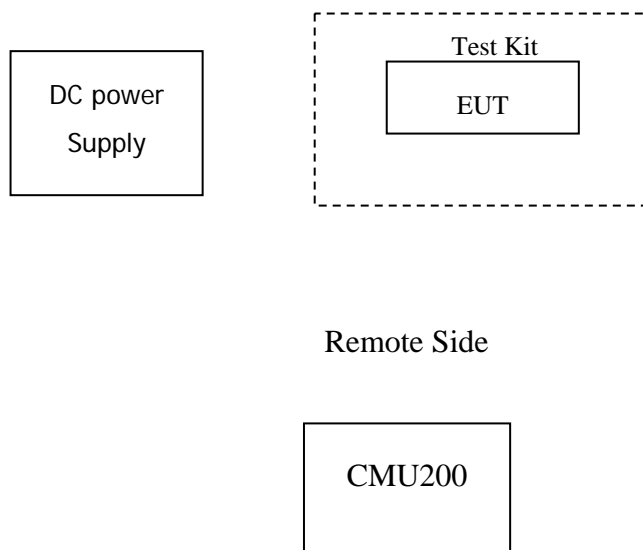 Test Kit
DC power
Supply
EUT
Remote Side
CMU200